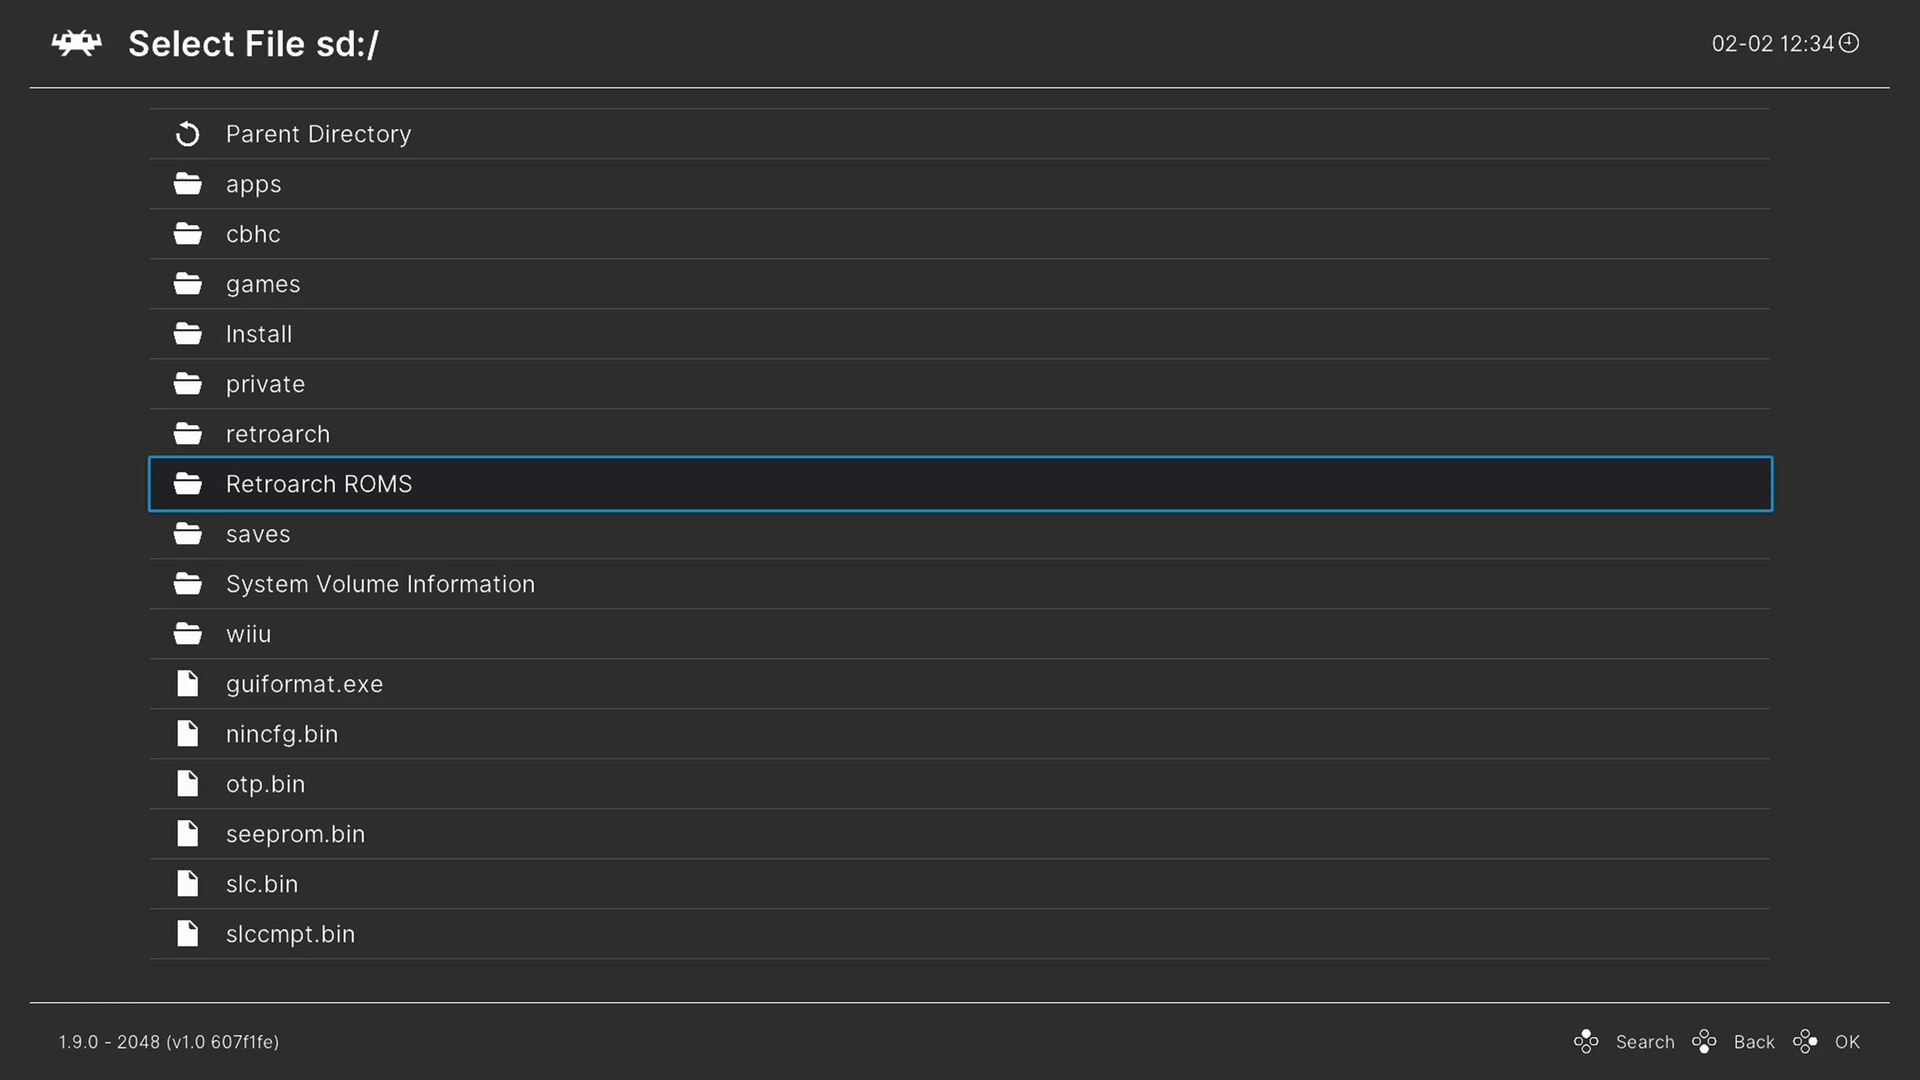 Select File sd:/
02-02 12:34
Parent Directory
apps
cbhc
games
Install
private
retroarch
Retroarch ROMS
saves
System Volume Information
wiiu
guiformat.exe
nincfg.bin
otp.bin
seeprom.bin
slc.bin
slccmpt.bin
1.9.0 - 2048 (v1.0 607f1fe)
Search Back OK